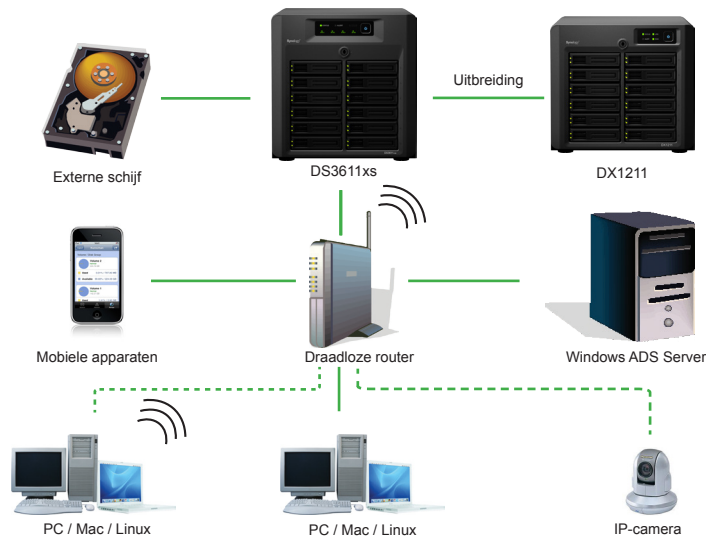 Uitbreiding
Externe schijf
DS3611xs
DX1211
Mobiele apparaten
Draadloze router
Windows ADS Server
PC / Mac / Linux
PC / Mac / Linux
IP-camera